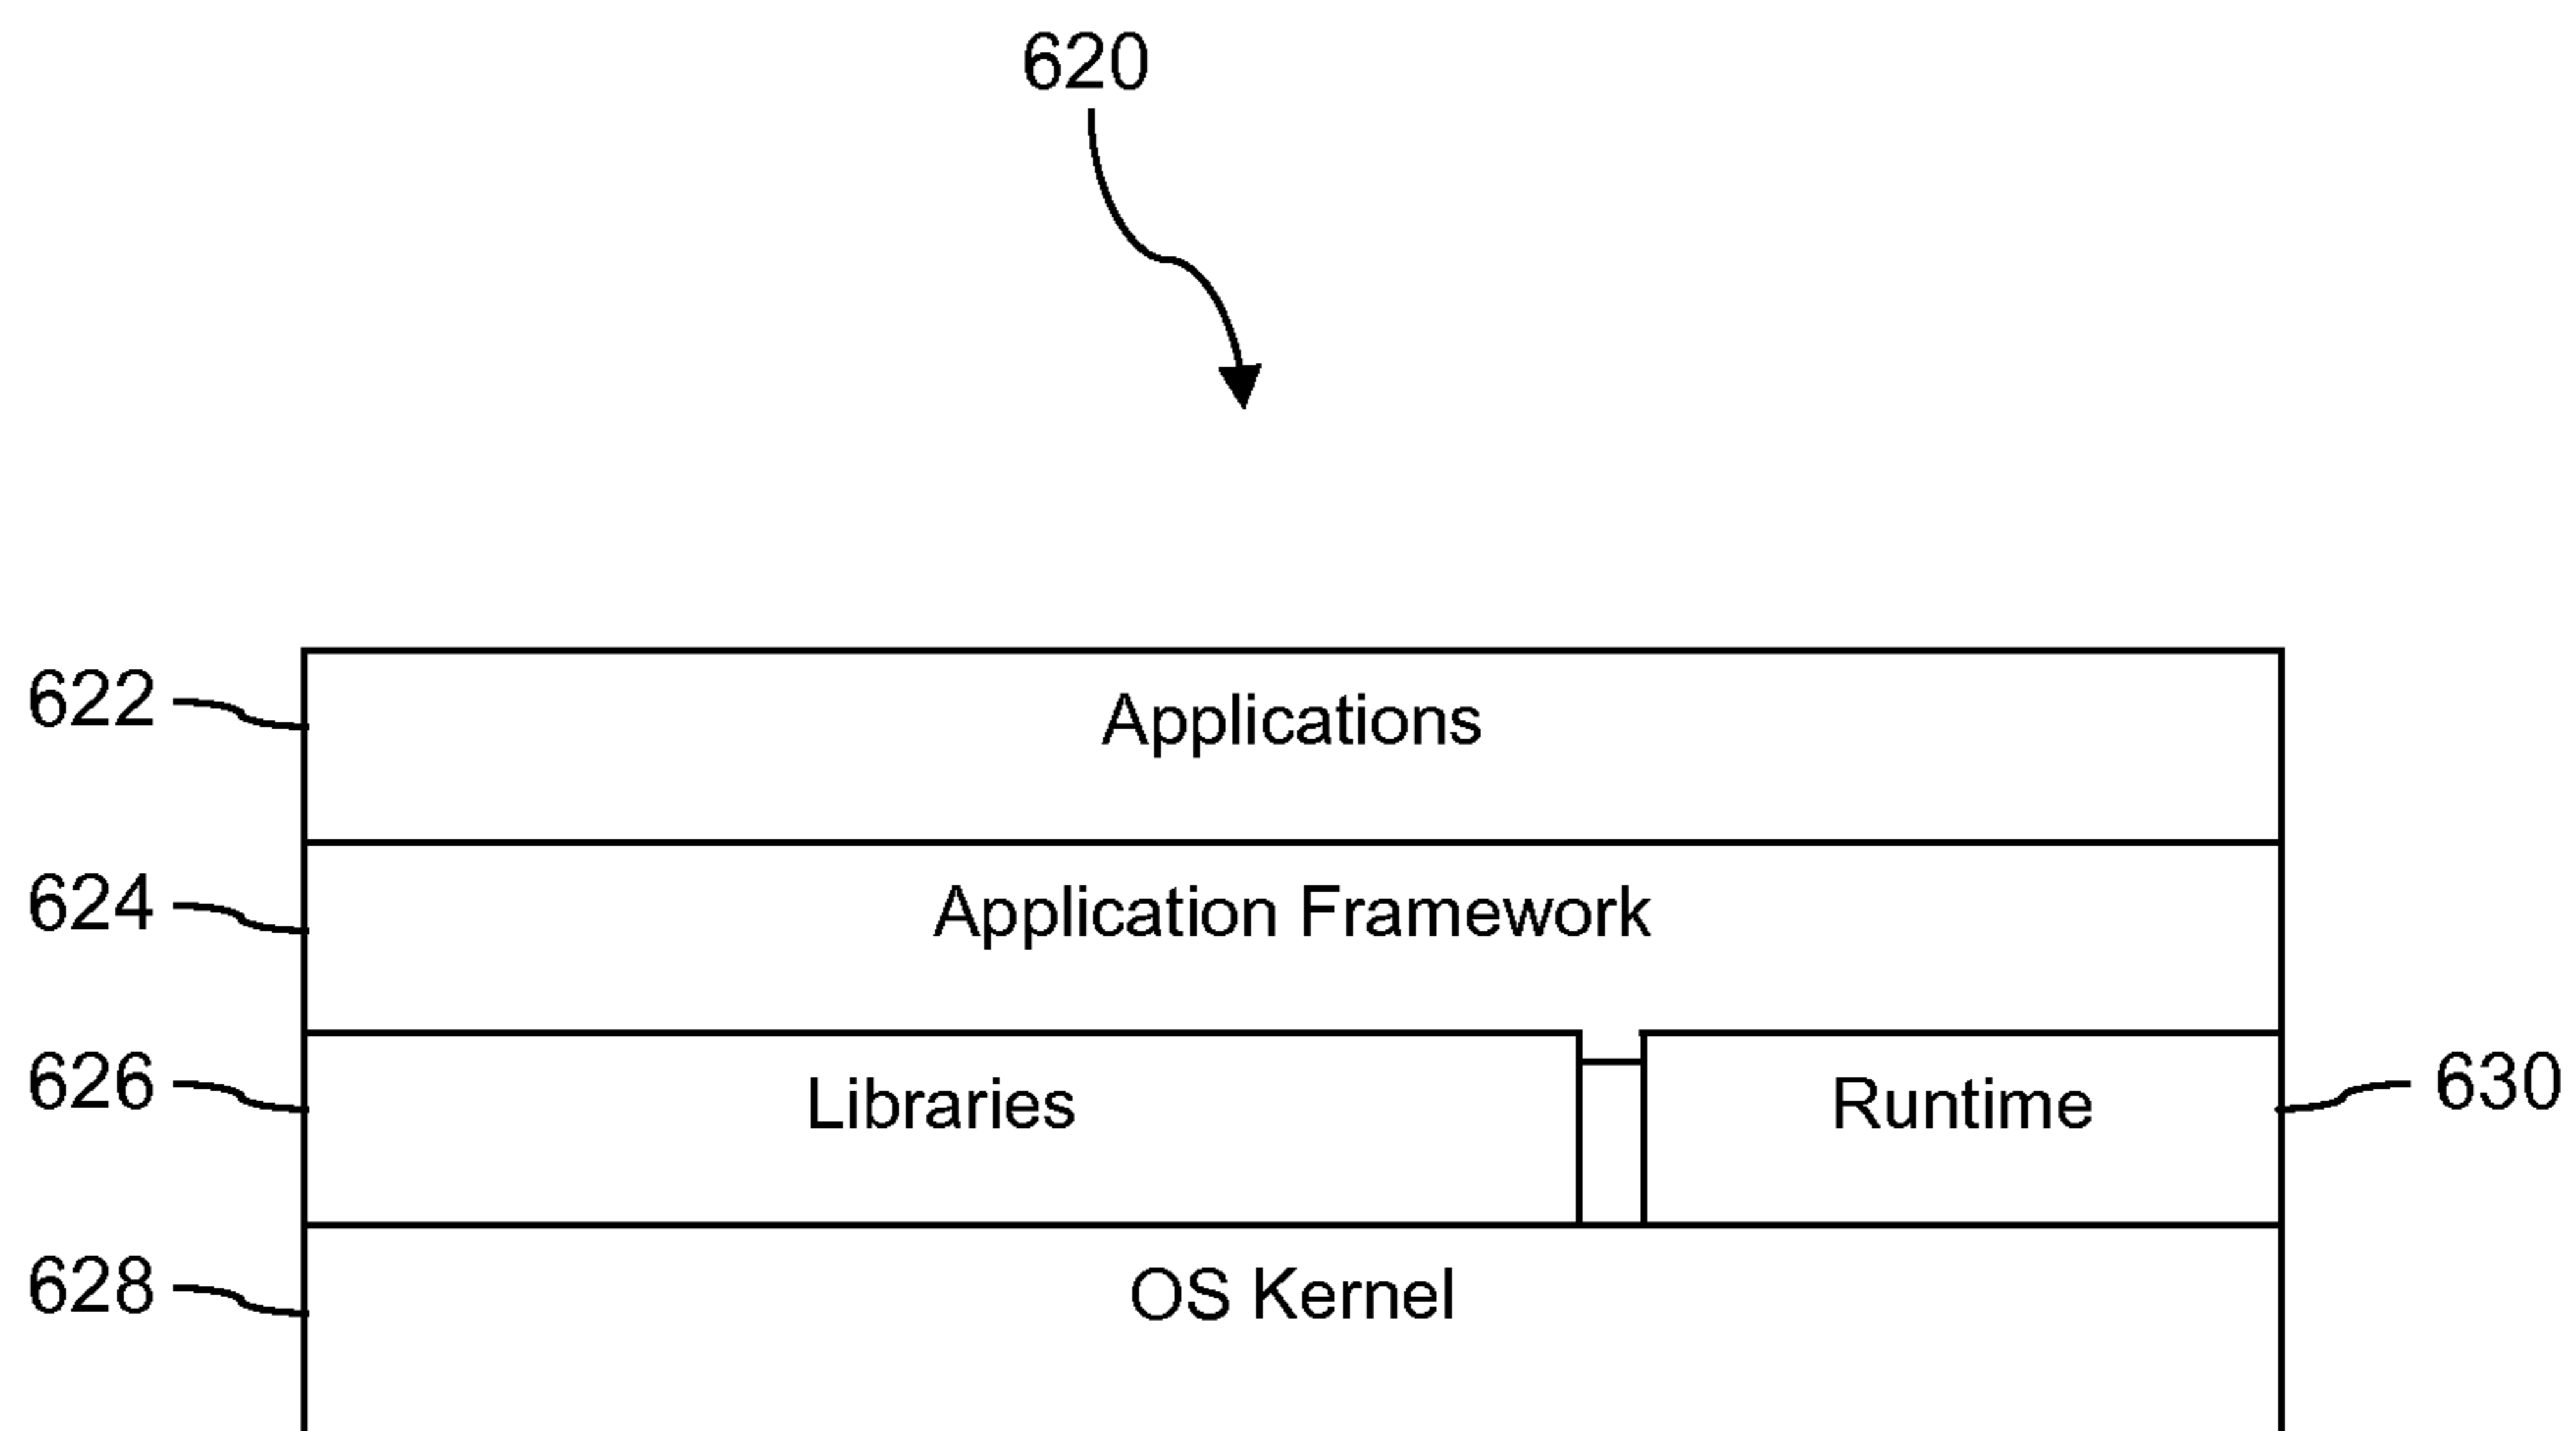 620
622
Applications
624
Application Framework
626
Libraries
Runtime
630
628
OS Kernel